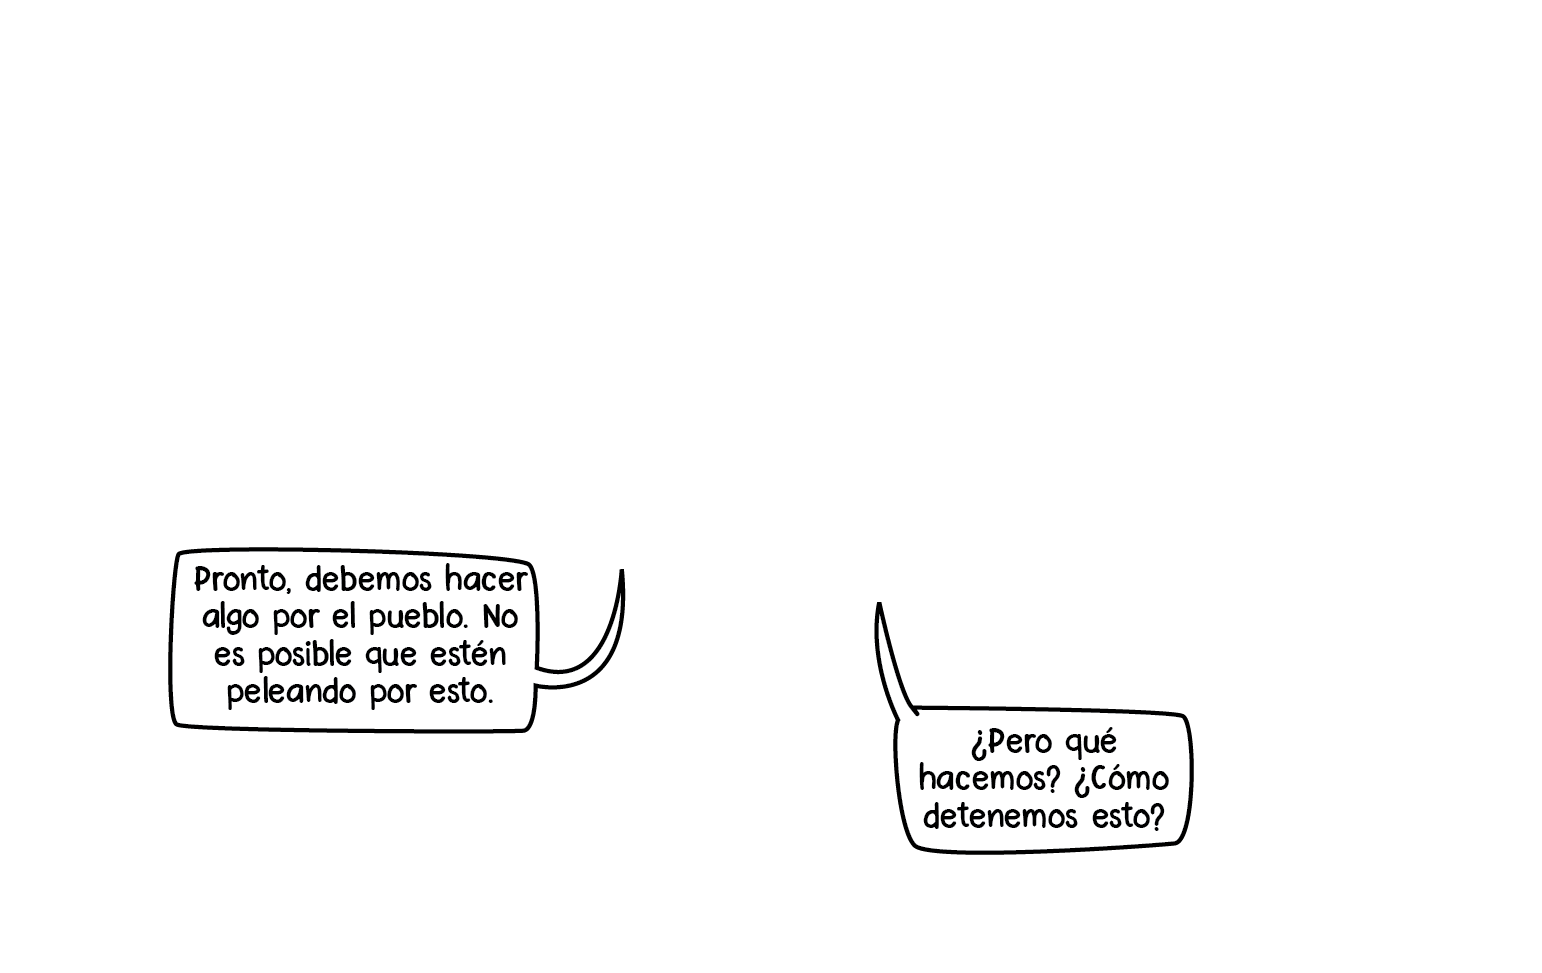 Pronto, debemos hacer
algo por el pueblo. No
es posible que estén
peleando por esto.
¿Pero qué
hacemos? ¿Cómo
detenemos esto?